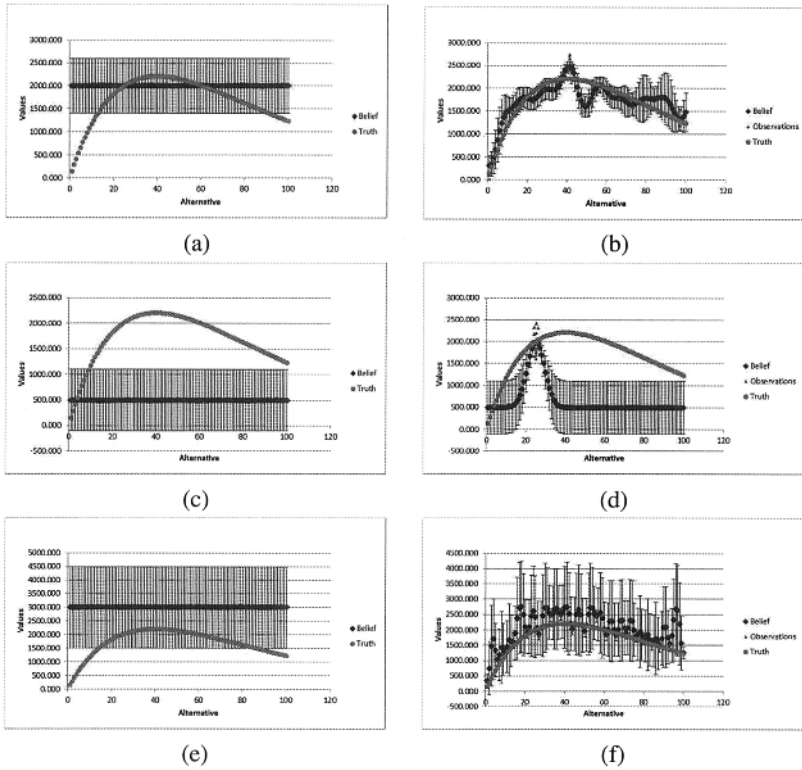 3000.000
2500.000
2000.000
1500.000
1000.000
500.000
0.000
0 20 40 60 80 100 120
Values
Alternative
Belief
Truth
(a)
3000.000
2500.000
2000.000
1500.000
1000.000
500.000
0.000
0 20 40 60 80 100 120
Values
Alternative
Belief
Observations
Truth
(b)
2500.000
2000.000
1500.000
1000.000
500.000
0.000
-500.000
0 20 40 60 80 100 120
Values
Alternative
Belief
Truth
(c)
3000.000
2500.000
2000.000
1500.000
1000.000
500.000
0.000
-500.000
0 20 40 60 80 100 120
Values
Alternative
Belief
Observations
Truth
(d)
5000.000
4500.000
4000.000
3500.000
3000.000
2500.000
2000.000
1500.000
1000.000
500.000
0.000
0 20 40 60 80 100 120
Values
Alternative
Belief
Truth
(e)
4500.000
4000.000
3500.000
3000.000
2500.000
2000.000
1500.000
1000.000
500.000
0.000
-500.000
0 20 40 60 80 100 120
Values
Alternative
Belief
Observations
Truth
(f)